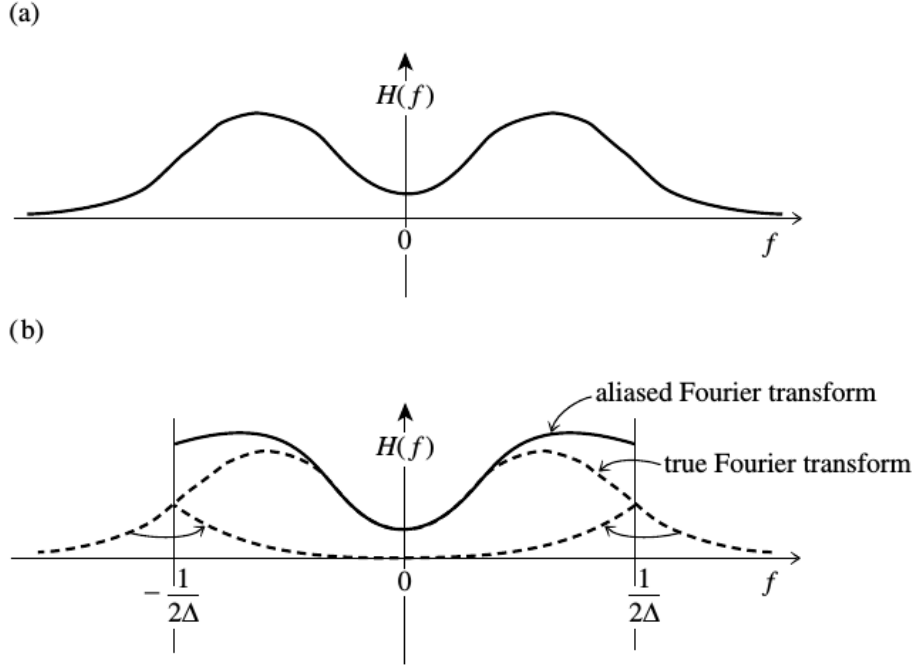 (a)
H(f)
0
f
(b)
aliased Fourier transform
H(f)
true Fourier transform
0
f
− 1/2Δ
1/2Δ